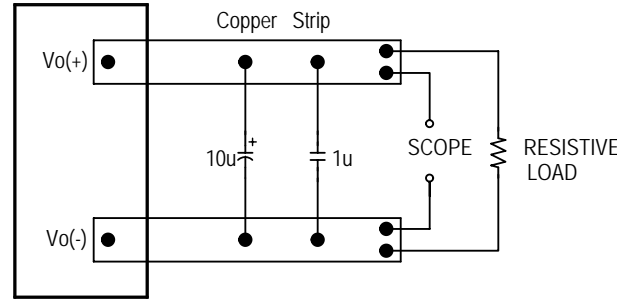 Copper Strip
Vo(+)
+
10u
1u
SCOPE
RESISTIVE
LOAD
Vo(-)